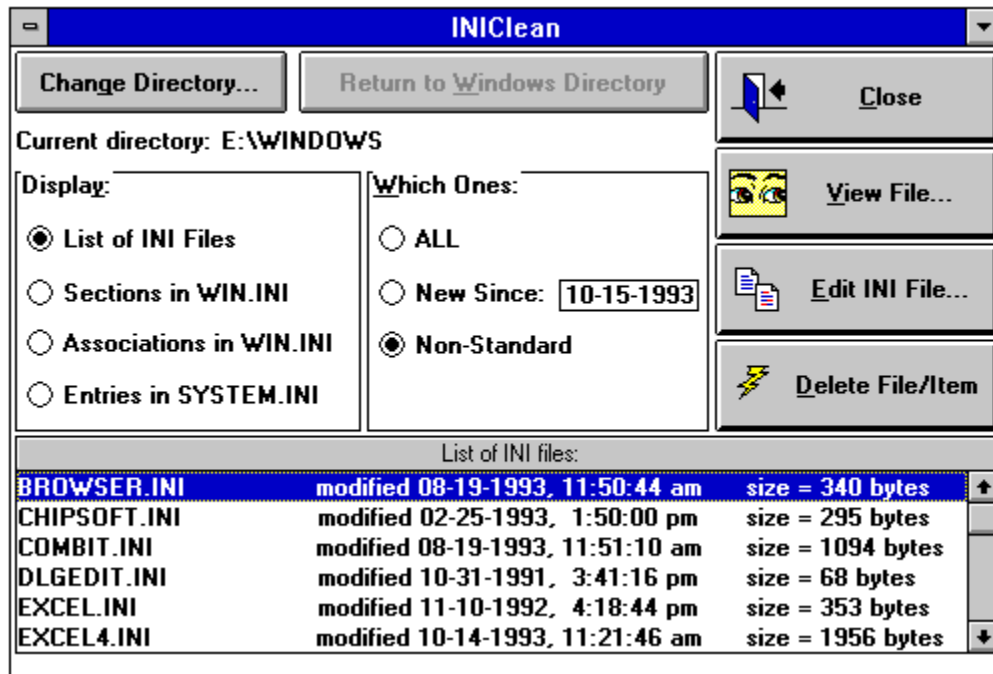 INIClean
Change Directory...
Return to Windows Directory
Close
Current directory: E:\WINDOWS
Display:
List of INI Files
Sections in WIN.INI
Associations in WIN.INI
Entries in SYSTEM.INI
Which Ones:
ALL
New Since: 10-15-1993
Non-Standard
View File...
Edit INI File...
Delete File/Item
List of INI files:
BROWSER.INI modified 08-19-1993, 11:50:44 am size = 340 bytes
CHIPSOFT.INI modified 02-25-1993, 1:50:00 pm size = 295 bytes
COMBIT.INI modified 08-19-1993, 11:51:10 am size = 1094 bytes
DLGEDIT.INI modified 10-31-1991, 3:41:16 pm size = 68 bytes
EXCEL.INI modified 11-10-1992, 4:18:44 pm size = 353 bytes
EXCEL4.INI modified 10-14-1993, 11:21:46 am size = 1956 bytes